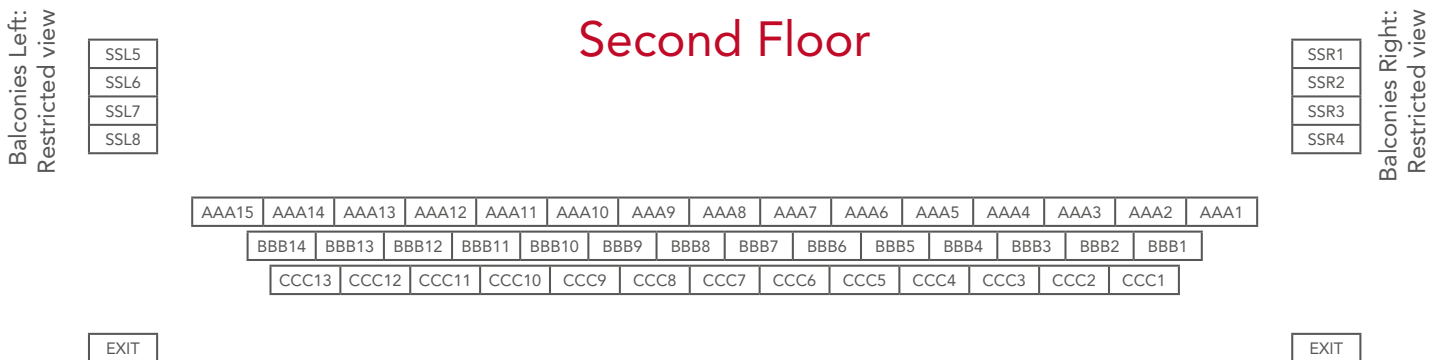 Second Floor
Balconies Left:
Restricted view
SSL5
SSL6
SSL7
SSL8
SSR1
SSR2
SSR3
SSR4
Balconies Right:
Restricted view
AAA15 AAA14 AAA13 AAA12 AAA11 AAA10 AAA9 AAA8 AAA7 AAA6 AAA5 AAA4 AAA3 AAA2 AAA1
BBB14 BBB13 BBB12 BBB11 BBB10 BBB9 BBB8 BBB7 BBB6 BBB5 BBB4 BBB3 BBB2 BBB1
CCC13 CCC12 CCC11 CCC10 CCC9 CCC8 CCC7 CCC6 CCC5 CCC4 CCC3 CCC2 CCC1
EXIT EXIT